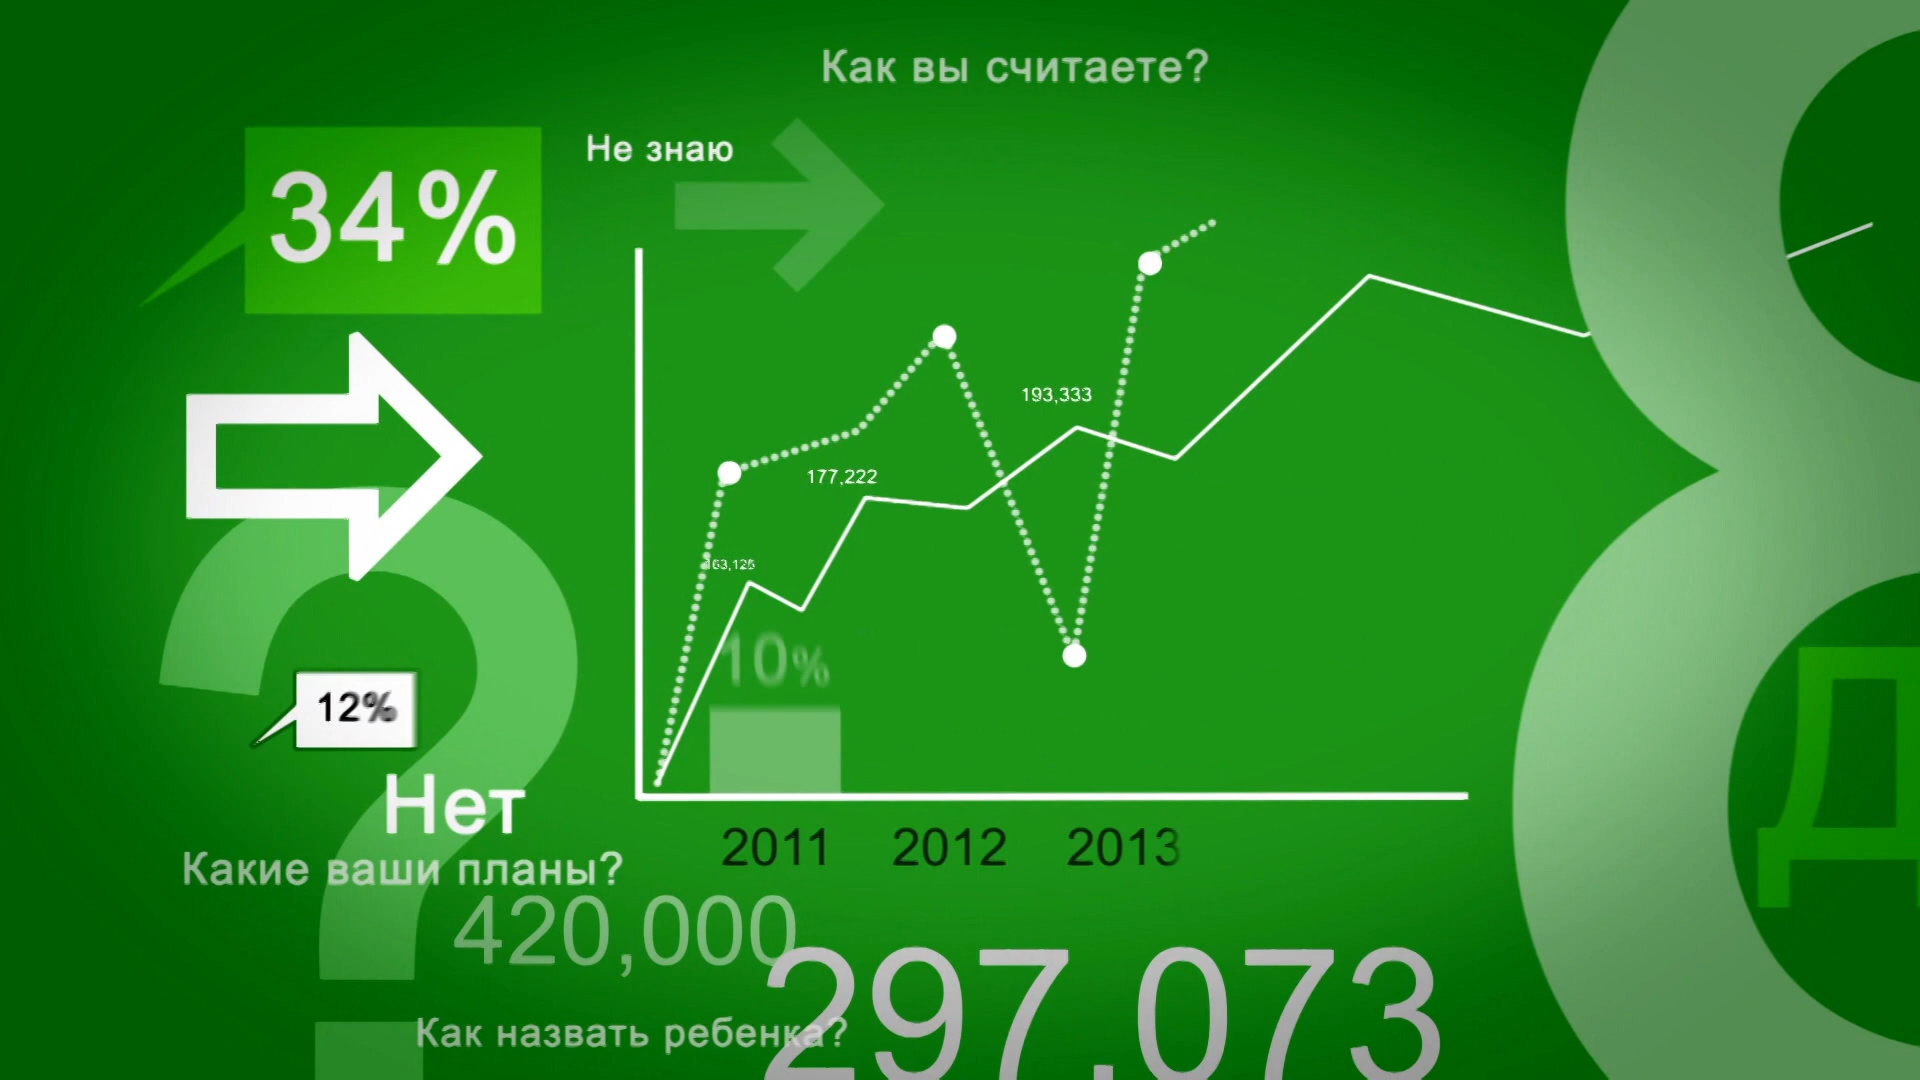 Как вы считаете?
34%
Не знаю
193,333
177,222
163,125
10%
12%
Нет
2011 2012 2013
Какие ваши планы?
420,000
297,073
Как назвать ребенка?
?
8
Д